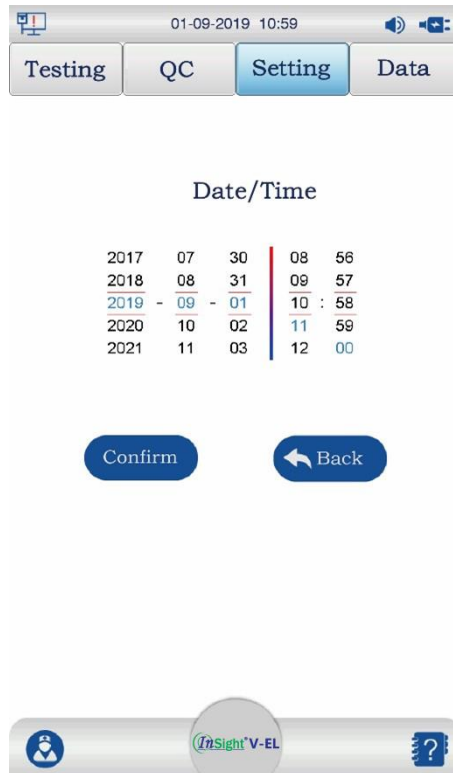 01-09-2019 10:59
Testing QC Setting Data
Date/Time
2017 07 30 08 56
2018 08 31 09 57
2019 - 09 - 01 10 : 58
2020 10 02 11 59
2021 11 03 12 00
Confirm Back
InSight V-EL
?